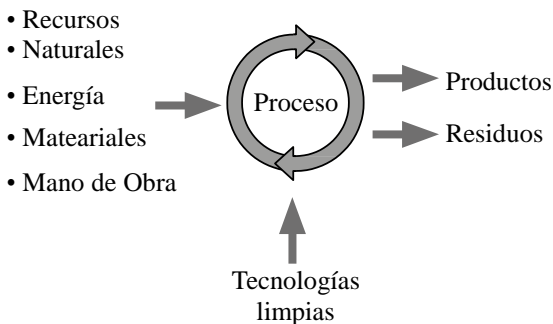 • Recursos
• Naturales
• Energía
• Mateariales
• Mano de Obra
Proceso
Productos
Residuos
Tecnologías
limpias